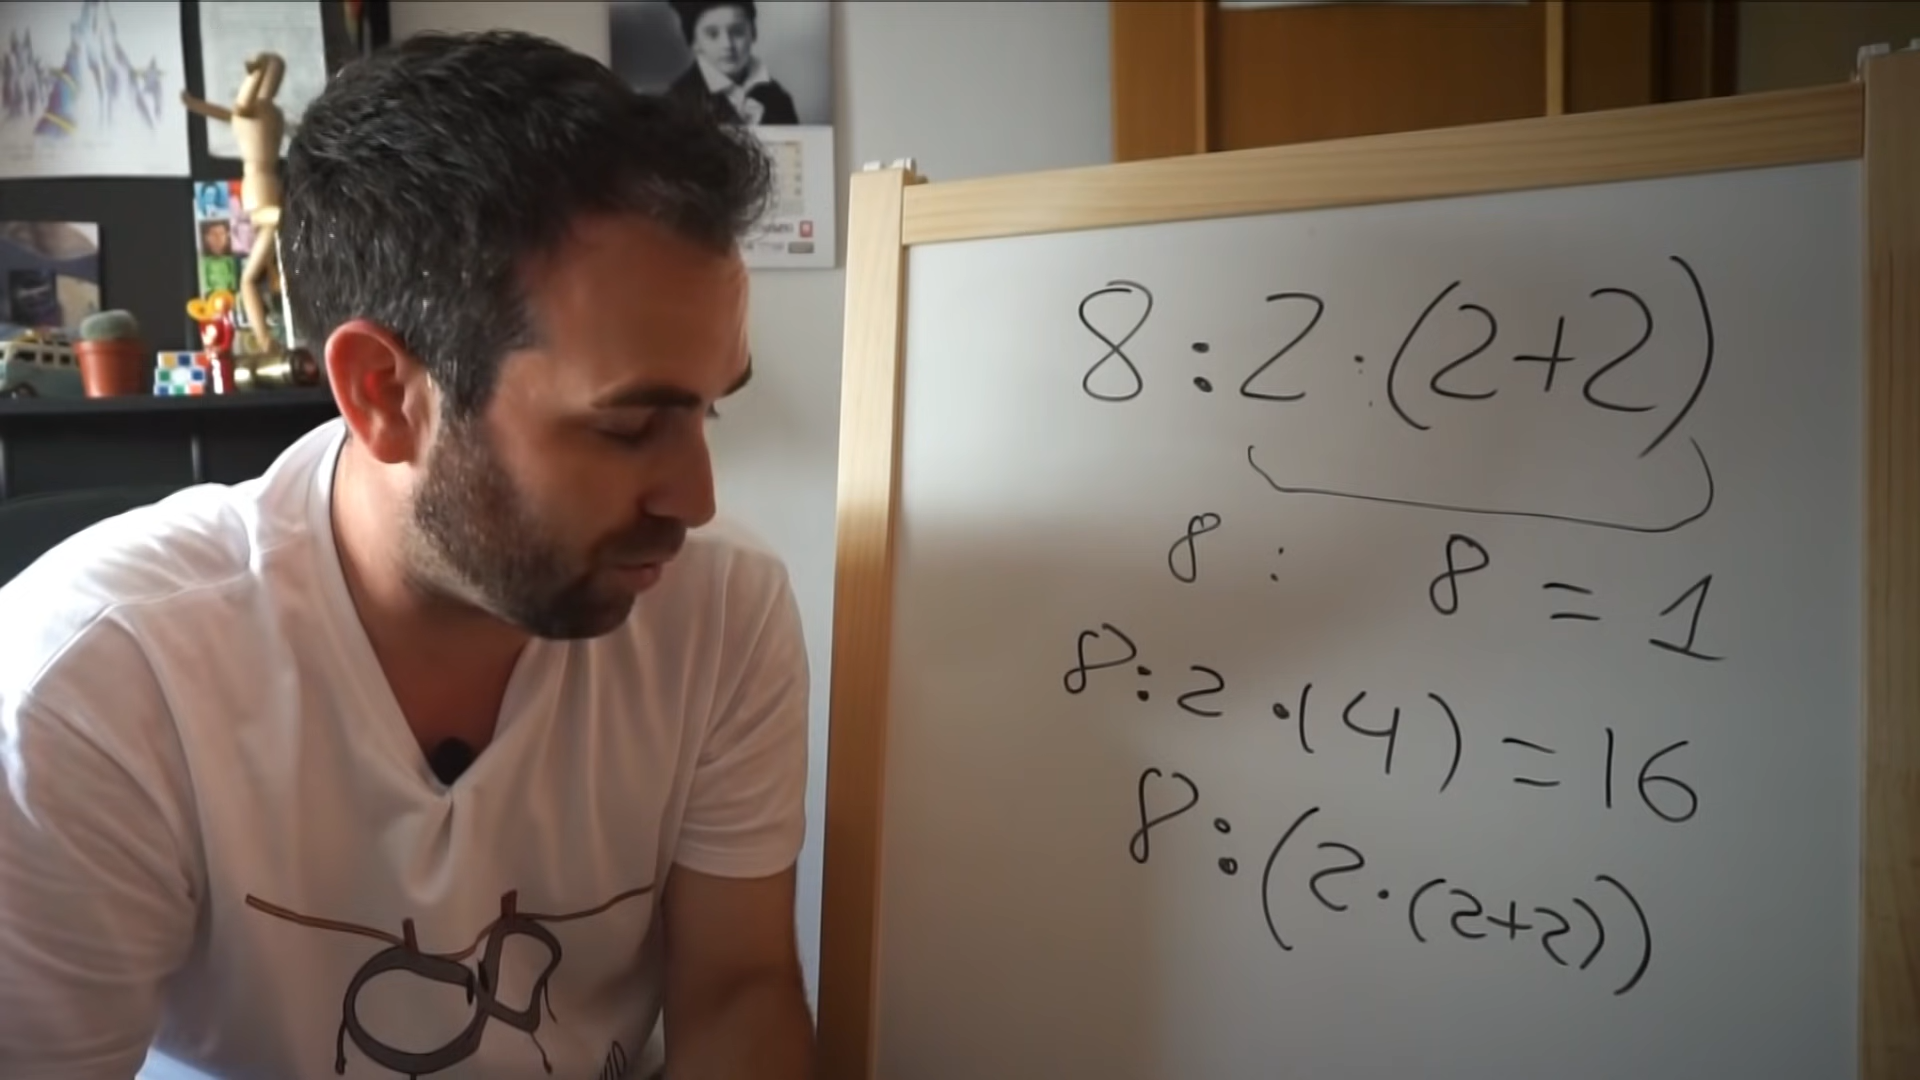 8 : 2 · (2+2)
8 : 8 = 1
8 : 2 · (4) = 16
8 : (2 · (2+2))